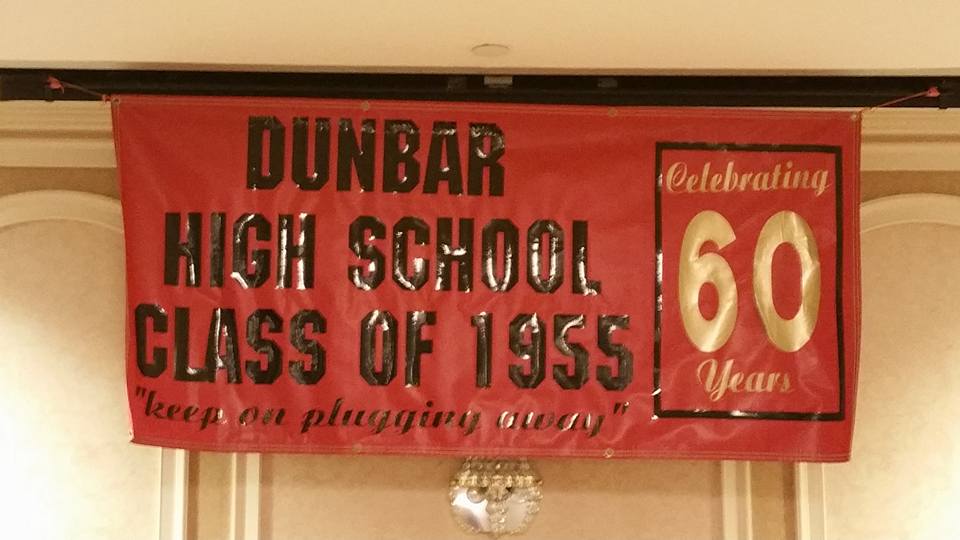 DUNBAR
HIGH SCHOOL
CLASS OF 1955
"keep on plugging away"
Celebrating
60
Years